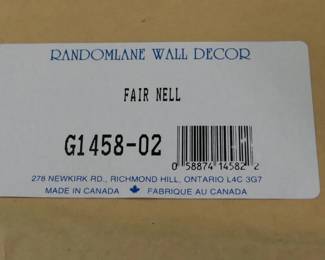 RANDOMLANE WALL DECOR
FAIR NELL
G1458-02
0 58874 14582 2
278 NEWKIRK RD., RICHMOND HILL, ONTARIO L4C 3G7
MADE IN CANADA FABRIQUE AU CANADA